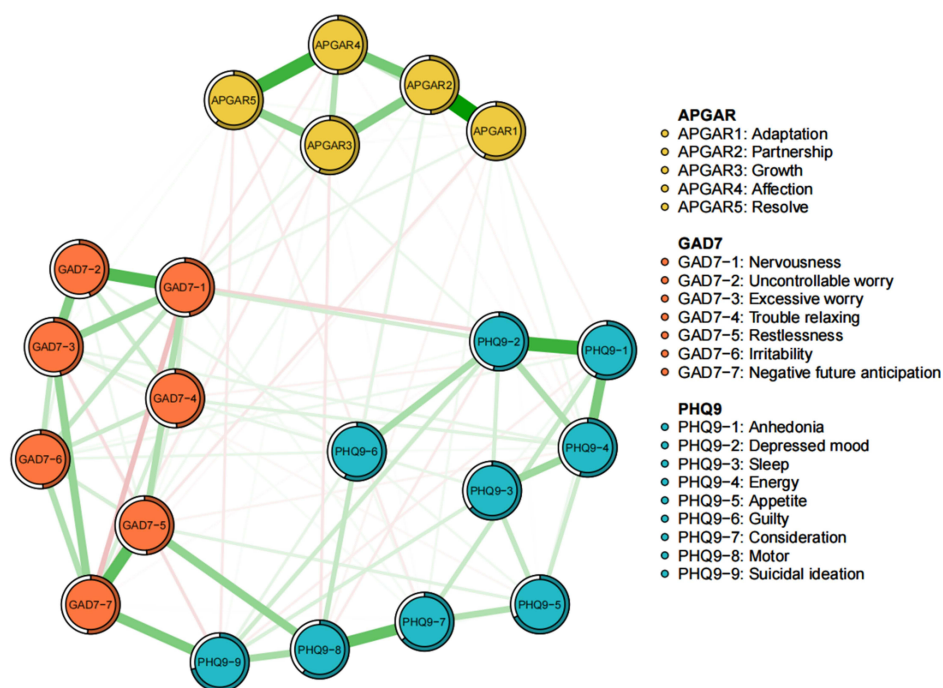 APGAR4
APGAR2
APGAR5
APGAR1
APGAR3
GAD7-2
GAD7-1
GAD7-3
GAD7-4
GAD7-6
GAD7-5
GAD7-7
PHQ9-2
PHQ9-1
PHQ9-6
PHQ9-4
PHQ9-3
PHQ9-5
PHQ9-7
PHQ9-8
PHQ9-9
APGAR
APGAR1: Adaptation
APGAR2: Partnership
APGAR3: Growth
APGAR4: Affection
APGAR5: Resolve
GAD7
GAD7-1: Nervousness
GAD7-2: Uncontrollable worry
GAD7-3: Excessive worry
GAD7-4: Trouble relaxing
GAD7-5: Restlessness
GAD7-6: Irritability
GAD7-7: Negative future anticipation
PHQ9
PHQ9-1: Anhedonia
PHQ9-2: Depressed mood
PHQ9-3: Sleep
PHQ9-4: Energy
PHQ9-5: Appetite
PHQ9-6: Guilty
PHQ9-7: Consideration
PHQ9-8: Motor
PHQ9-9: Suicidal ideation